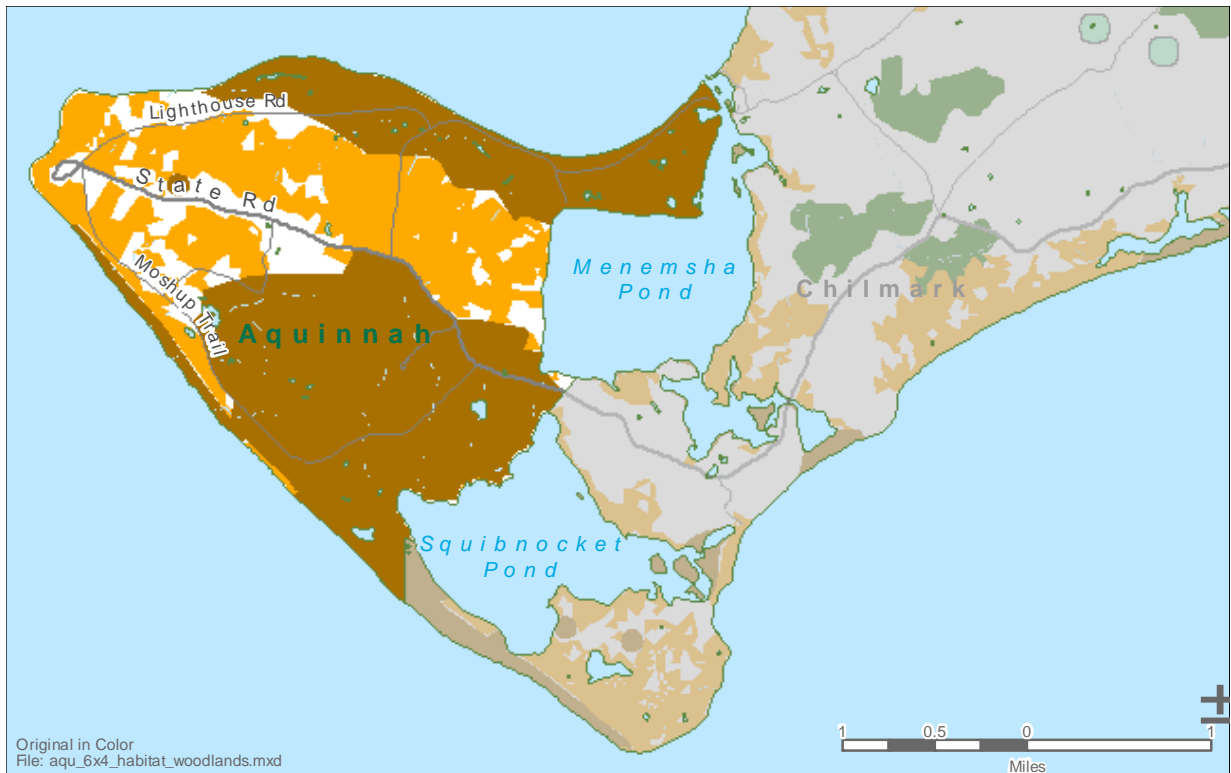 Lighthouse Rd
State Rd
Moshup Trail
Aquinnah
Menemsha
Pond
Chilmark
Squibnocket
Pond
Original in Color
File: aqu_6x4_habitat_woodlands.mxd
1 0.5 0 1
Miles